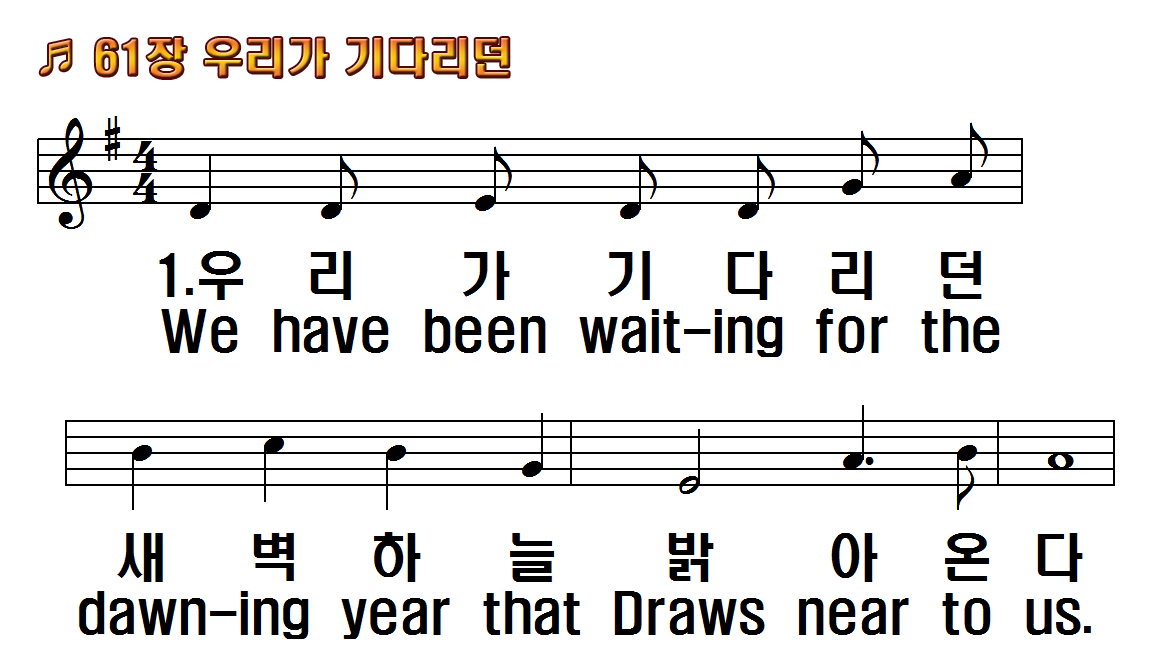 ♬ 61장 우리가 기다리던
1.우 리 가 기 다 리 던
We have been wait-ing for the
새 벽 하 늘 밝 아 온 다
dawn-ing year that Draws near to us.